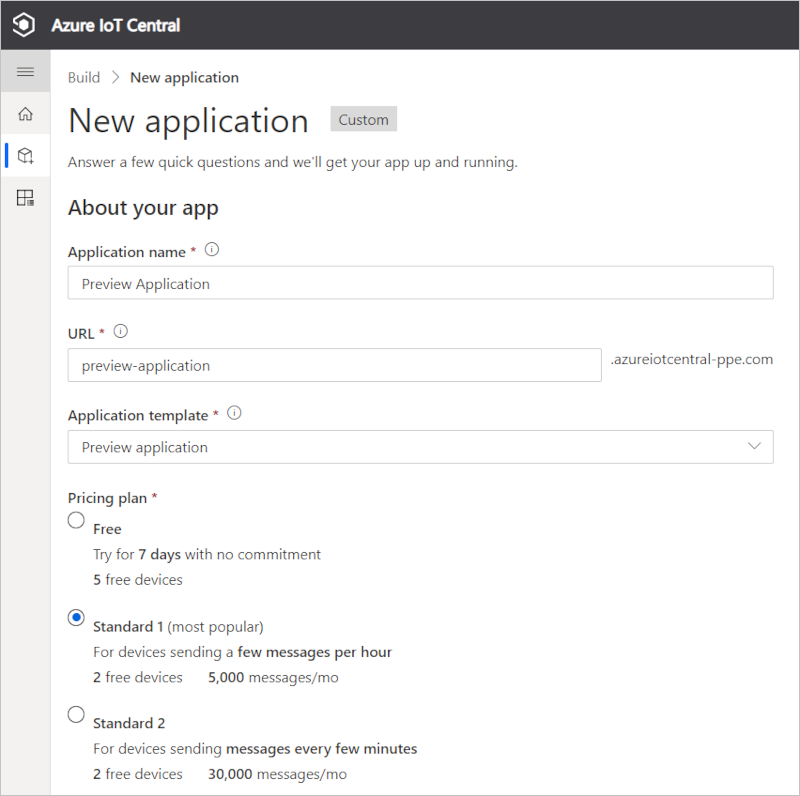 Azure IoT Central
Build > New application
New application Custom
Answer a few quick questions and we'll get your app up and running.
About your app
Application name *
Preview Application
URL *
preview-application .azureiotcentral-ppe.com
Application template *
Preview application
Pricing plan *
Free
Try for 7 days with no commitment
5 free devices
Standard 1 (most popular)
For devices sending a few messages per hour
2 free devices 5,000 messages/mo
Standard 2
For devices sending messages every few minutes
2 free devices 30,000 messages/mo